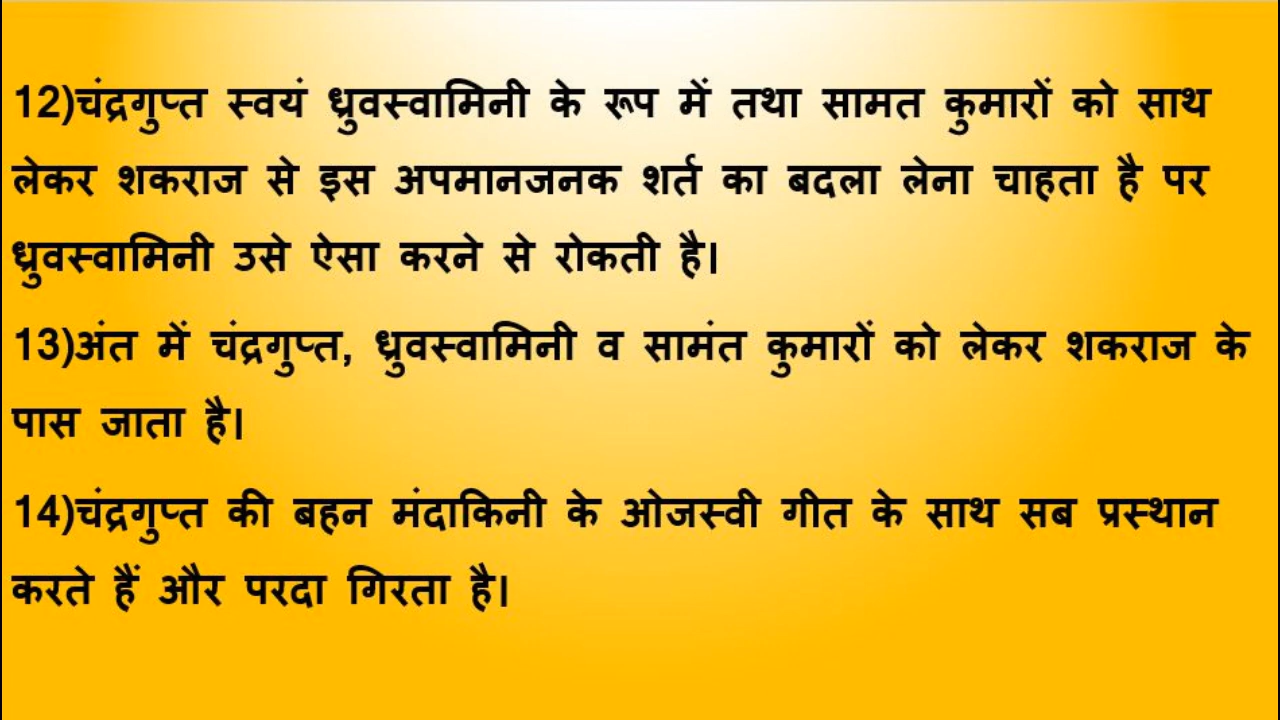 12)चंद्रगुप्त स्वयं ध्रुवस्वामिनी के रूप में तथा सामत कुमारों को साथ
लेकर शकराज से इस अपमानजनक शर्त का बदला लेना चाहता है पर
ध्रुवस्वामिनी उसे ऐसा करने से रोकती है।
13)अंत में चंद्रगुप्त, ध्रुवस्वामिनी व सामंत कुमारों को लेकर शकराज के
पास जाता है।
14)चंद्रगुप्त की बहन मंदाकिनी के ओजस्वी गीत के साथ सब प्रस्थान
करते हैं और परदा गिरता है।